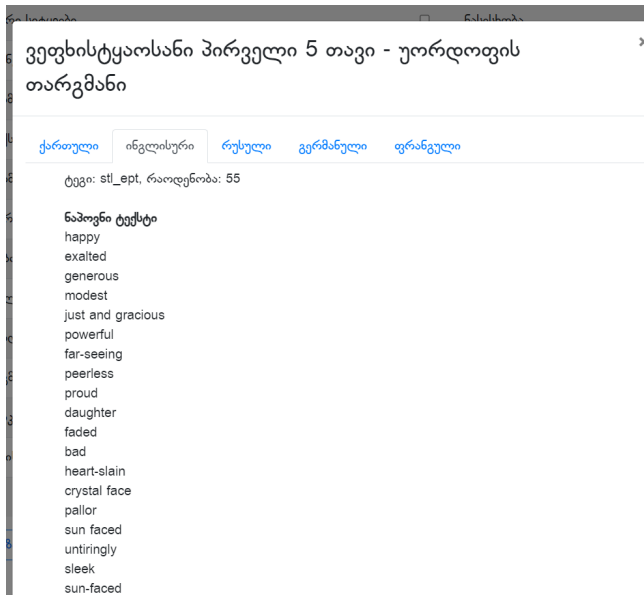 ნასესხობა
ვეფხისტყაოსანი პირველი 5 თავი - უორდოფის
თარგმანი
ქართული ინგლისური რუსული გერმანული ფრანგული
ტეგი: stl_ept, რაოდენობა: 55
ნაპოვნი ტექსტი
happy
exalted
generous
modest
just and gracious
powerful
far-seeing
peerless
proud
daughter
faded
bad
heart-slain
crystal face
pallor
sun faced
untiringly
sleek
sun-faced